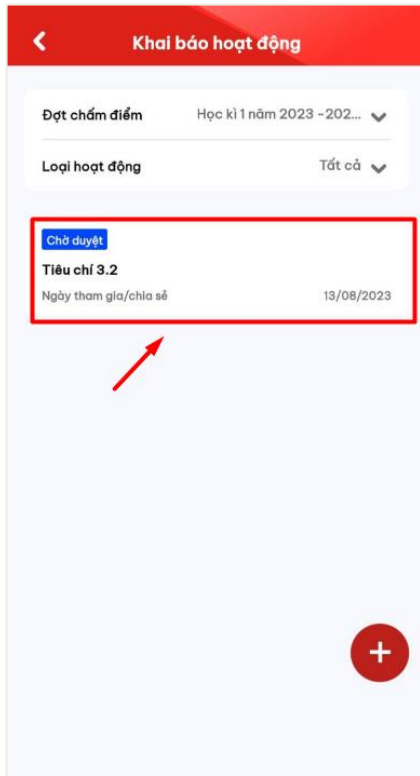 Khai báo hoạt động
Đợt chấm điểm Học kì 1 năm 2023 -202...
Loại hoạt động Tất cả
Chờ duyệt
Tiêu chí 3.2
Ngày tham gia/chia sẻ 13/08/2023